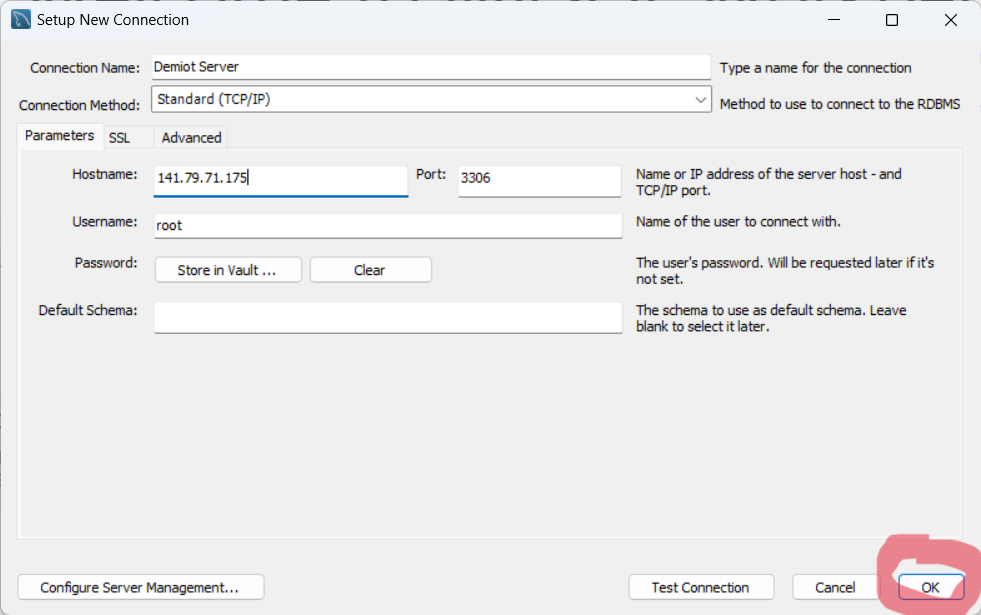 Setup New Connection
Connection Name: Demiot Server Type a name for the connection
Connection Method: Standard (TCP/IP) Method to use to connect to the RDBMS
Parameters SSL Advanced
Hostname: 141.79.71.175 Port: 3306 Name or IP address of the server host - and
TCP/IP port.
Username: root Name of the user to connect with.
Password: Store in Vault ... Clear The user's password. Will be requested later if it's
not set.
Default Schema: The schema to use as default schema. Leave
blank to select it later.
Configure Server Management... Test Connection Cancel OK